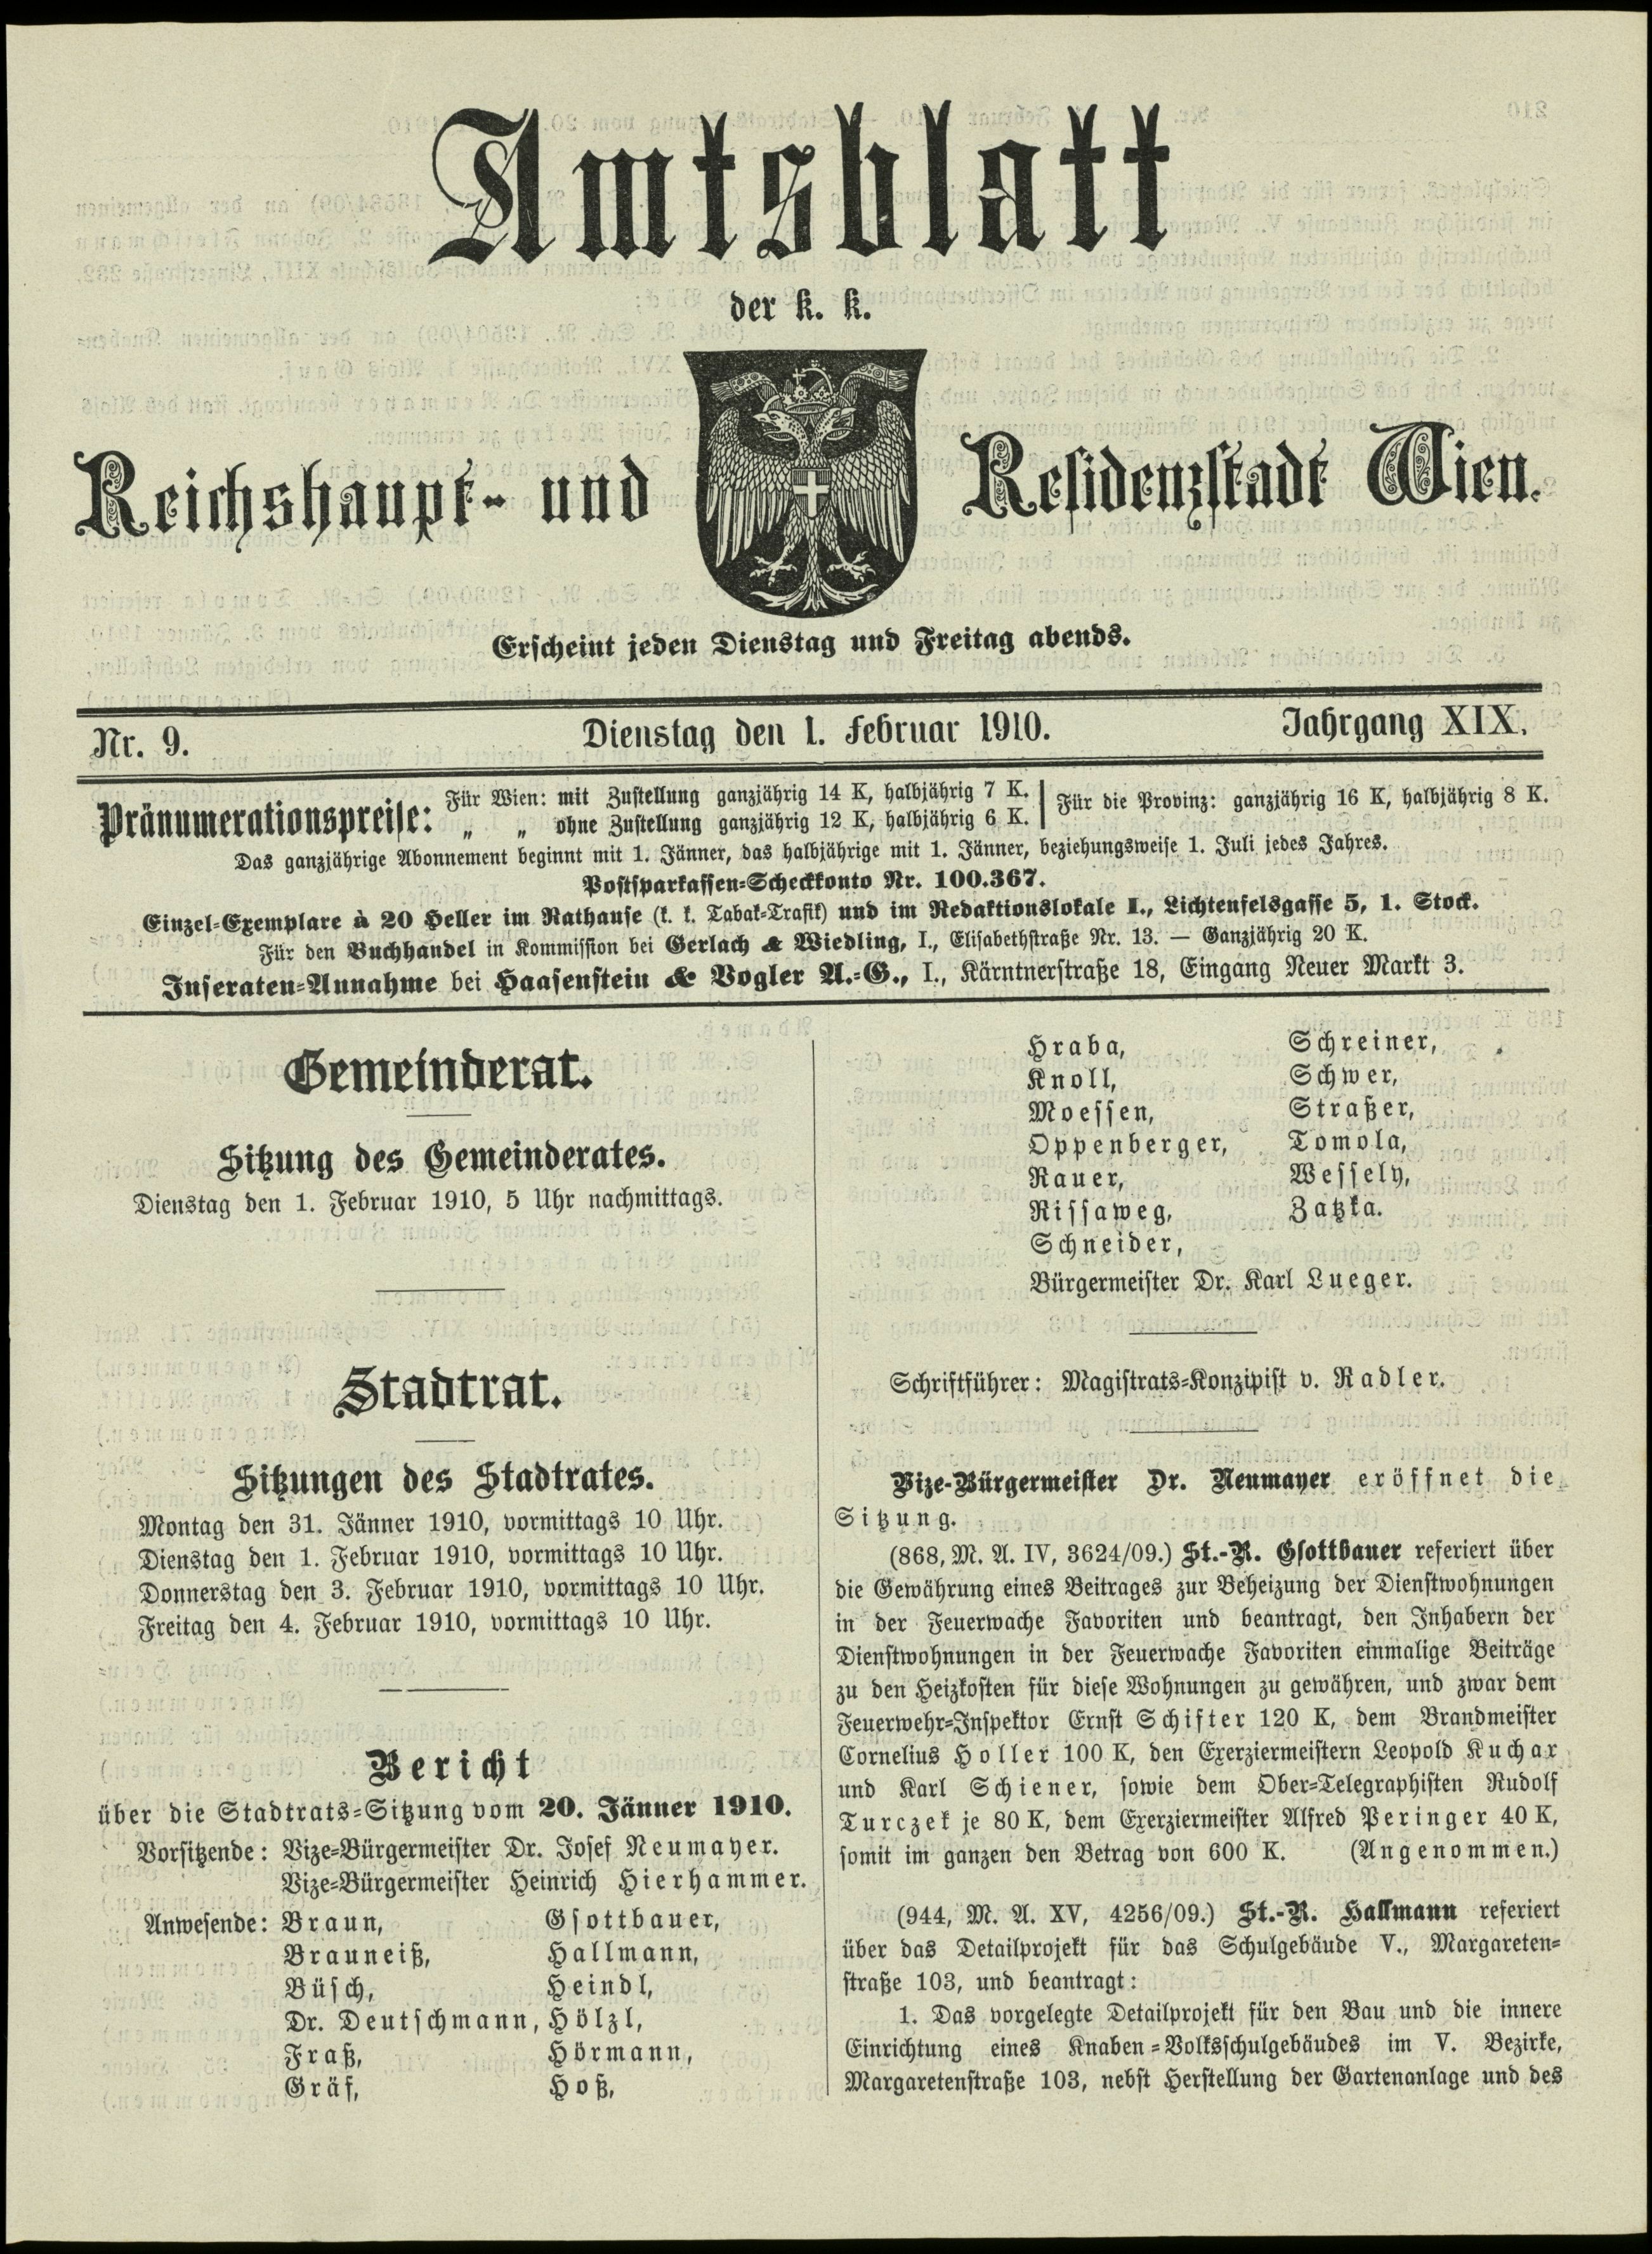 Amtsblatt
der k. k.
Reichshaupt- und Residenzstadt Wien.
Erscheint jeden Dienstag und Freitag abends.
Nr. 9. Dienstag den 1. Februar 1910. Jahrgang XIX.
Pränumerationspreise: Für Wien: mit Zustellung ganzjährig 14 K, halbjährig 7 K.
„ „ ohne Zustellung ganzjährig 12 K, halbjährig 6 K.
Für die Provinz: ganzjährig 16 K, halbjährig 8 K.
Das ganzjährige Abonnement beginnt mit 1. Jänner, das halbjährige mit 1. Jänner, beziehungsweise 1. Juli jedes Jahres.
Postsparkassen-Scheckkonto Nr. 100.367.
Einzel-Exemplare à 20 Heller im Rathause (k. k. Tabak-Trafik) und im Redaktionslokale I., Lichtenfelsgasse 5, 1. Stock.
Für den Buchhandel in Kommission bei Gerlach & Wiedling, I., Elisabethstraße Nr. 13. — Ganzjährig 20 K.
Inseraten-Annahme bei Haasenstein & Vogler A.-G., I., Kärntnerstraße 18, Eingang Neuer Markt 3.
Gemeinderat.
Sitzung des Gemeinderates.
Dienstag den 1. Februar 1910, 5 Uhr nachmittags.
Stadtrat.
Sitzungen des Stadtrates.
Montag den 31. Jänner 1910, vormittags 10 Uhr.
Dienstag den 1. Februar 1910, vormittags 10 Uhr.
Donnerstag den 3. Februar 1910, vormittags 10 Uhr.
Freitag den 4. Februar 1910, vormittags 10 Uhr.
Bericht
über die Stadtrats-Sitzung vom 20. Jänner 1910.
Vorsitzende: Vize-Bürgermeister Dr. Josef Neumayer.
Vize-Bürgermeister Heinrich Hierhammer.
Anwesende: Braun, Gsottbauer,
Brauneiß, Hallmann,
Büsch, Heindl,
Dr. Deutschmann, Hölzl,
Fraß, Hörmann,
Gräf, Hoß,
Hraba, Schreiner,
Knoll, Schwer,
Moessen, Straßer,
Oppenberger, Tomola,
Rauer, Wessely,
Rissaweg, Zatzka.
Schneider,
Bürgermeister Dr. Karl Lueger.
Schriftführer: Magistrats-Konzipist v. Radler.
Vize-Bürgermeister Dr. Neumayer eröffnet die
Sitzung.
(868, M. A. IV, 3624/09.) St.-R. Gsottbauer referiert über
die Gewährung eines Beitrages zur Beheizung der Dienstwohnungen
in der Feuerwache Favoriten und beantragt, den Inhabern der
Dienstwohnungen in der Feuerwache Favoriten einmalige Beiträge
zu den Heizkosten für diese Wohnungen zu gewähren, und zwar dem
Feuerwehr-Inspektor Ernst Schifter 120 K, dem Brandmeister
Cornelius Holler 100 K, den Exerziermeistern Leopold Kuchar
und Karl Schiener, sowie dem Ober-Telegraphisten Rudolf
Turczek je 80 K, dem Exerziermeister Alfred Peringer 40 K,
somit im ganzen den Betrag von 600 K. (Angenommen.)
(944, M. A. XV, 4256/09.) St.-R. Hallmann referiert
über das Detailprojekt für das Schulgebäude V., Margareten-
straße 103, und beantragt:
1. Das vorgelegte Detailprojekt für den Bau und die innere
Einrichtung eines Knaben-Volksschulgebäudes im V. Bezirke,
Margaretenstraße 103, nebst Herstellung der Gartenanlage und des